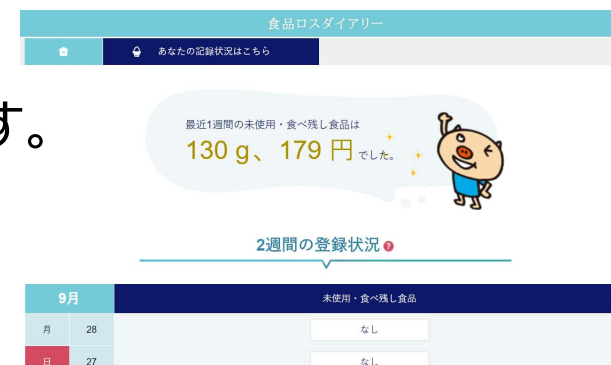 食品ロスダイアリー
あなたの記録状況はこちら
す。
最近1週間の未使用・食べ残し食品は
130 g、179 円 でした。
2週間の登録状況 ?
9月 未使用・食べ残し食品
月 28 なし
日 27 なし